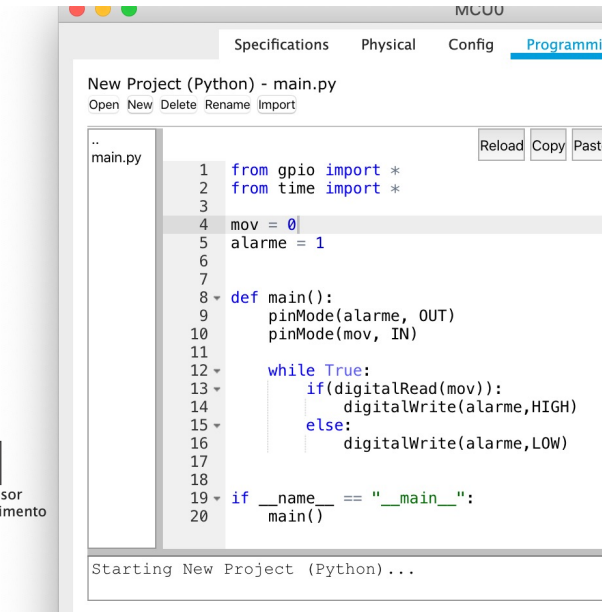 MCU0
Specifications Physical Config Programmi
New Project (Python) - main.py
Open New Delete Rename Import
..
main.py
Reload Copy Past
1 from gpio import *
2 from time import *
3
4 mov = 0
5 alarme = 1
6
7
8 def main():
9 pinMode(alarme, OUT)
10 pinMode(mov, IN)
11
12 while True:
13 if(digitalRead(mov)):
14 digitalWrite(alarme,HIGH)
15 else:
16 digitalWrite(alarme,LOW)
17
18
19 if __name__ == "__main__":
20 main()
sor
imento
Starting New Project (Python)...